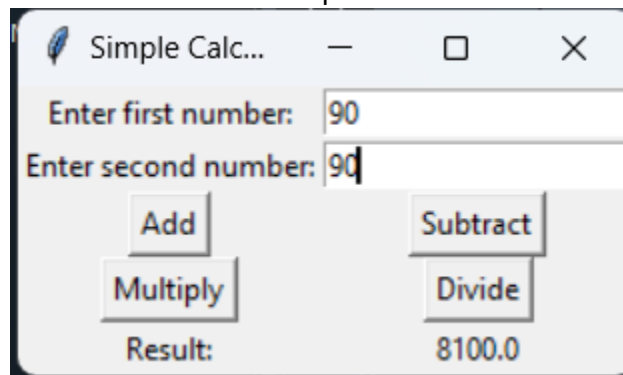 Simple Calc...
Enter first number: 90
Enter second number: 90
Add Subtract
Multiply Divide
Result: 8100.0